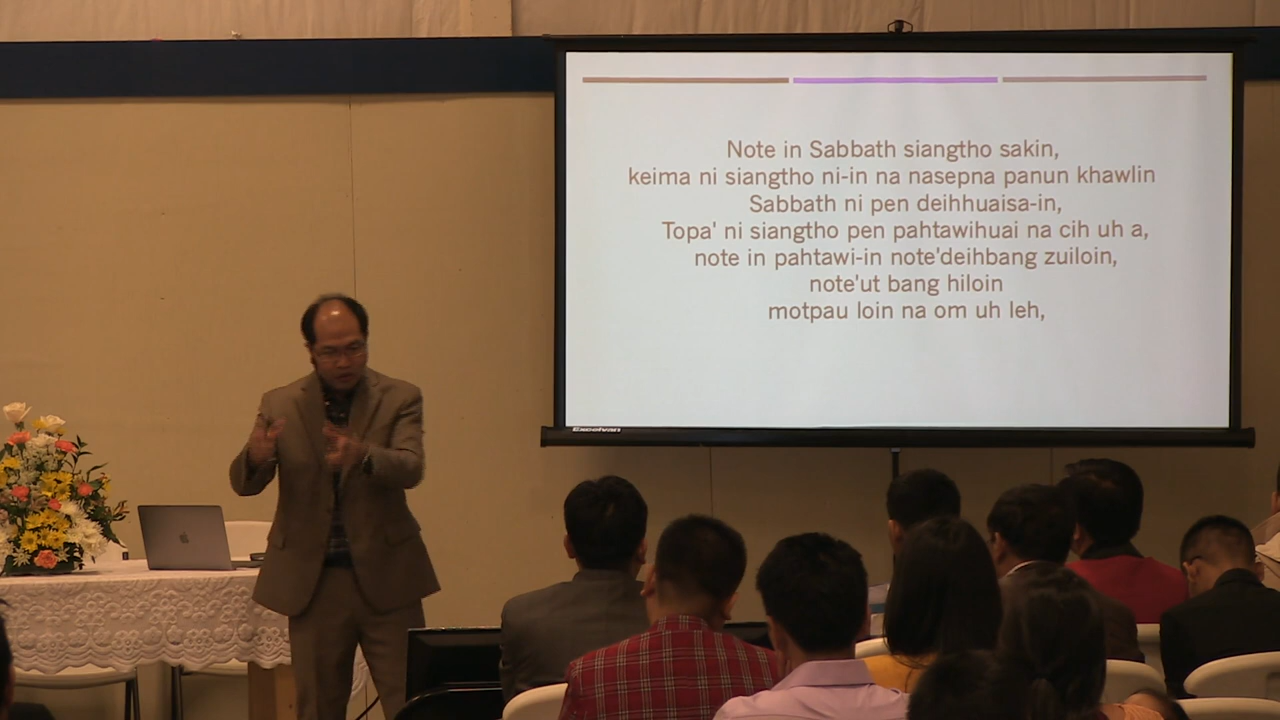 Note in Sabbath siangtho sakin,
keima ni siangtho ni-in na nasepna panun khawlin
Sabbath ni pen deihhuaisa-in,
Topa' ni siangtho pen pahtawihuai na cih uh a,
note in pahtawi-in note'deihbang zuiloin,
note'ut bang hiloin
motpau loin na om uh leh,
Excelvan